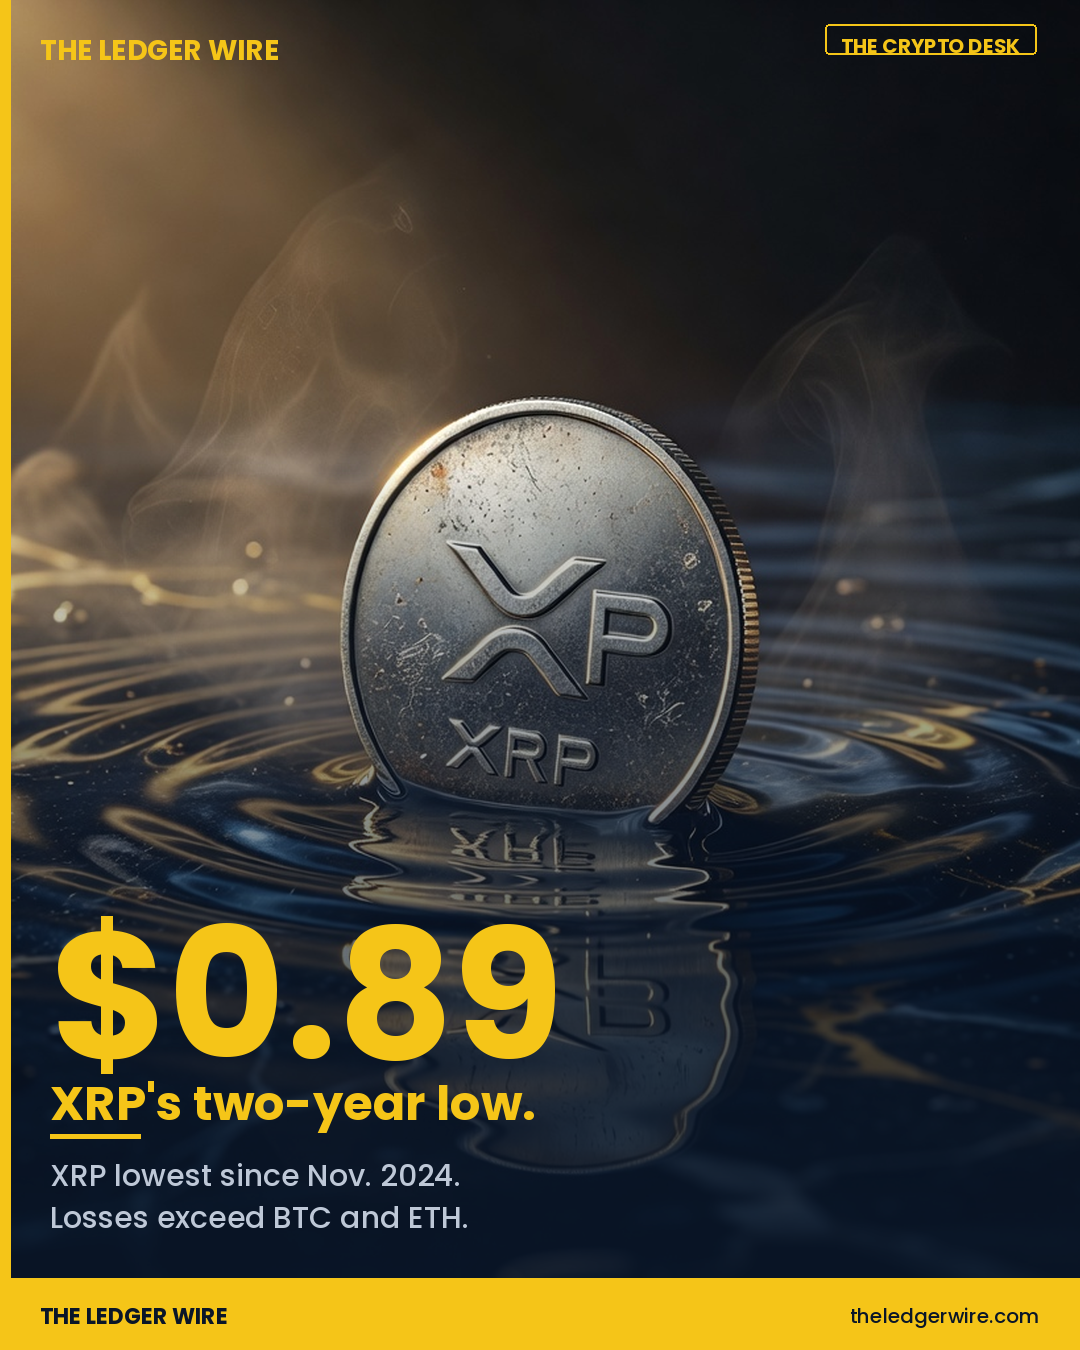 THE LEDGER WIRE
THE CRYPTO DESK
XP
XRP
$0.89
XRP's two-year low.
XRP lowest since Nov. 2024.
Losses exceed BTC and ETH.
THE LEDGER WIRE
theledgerwire.com